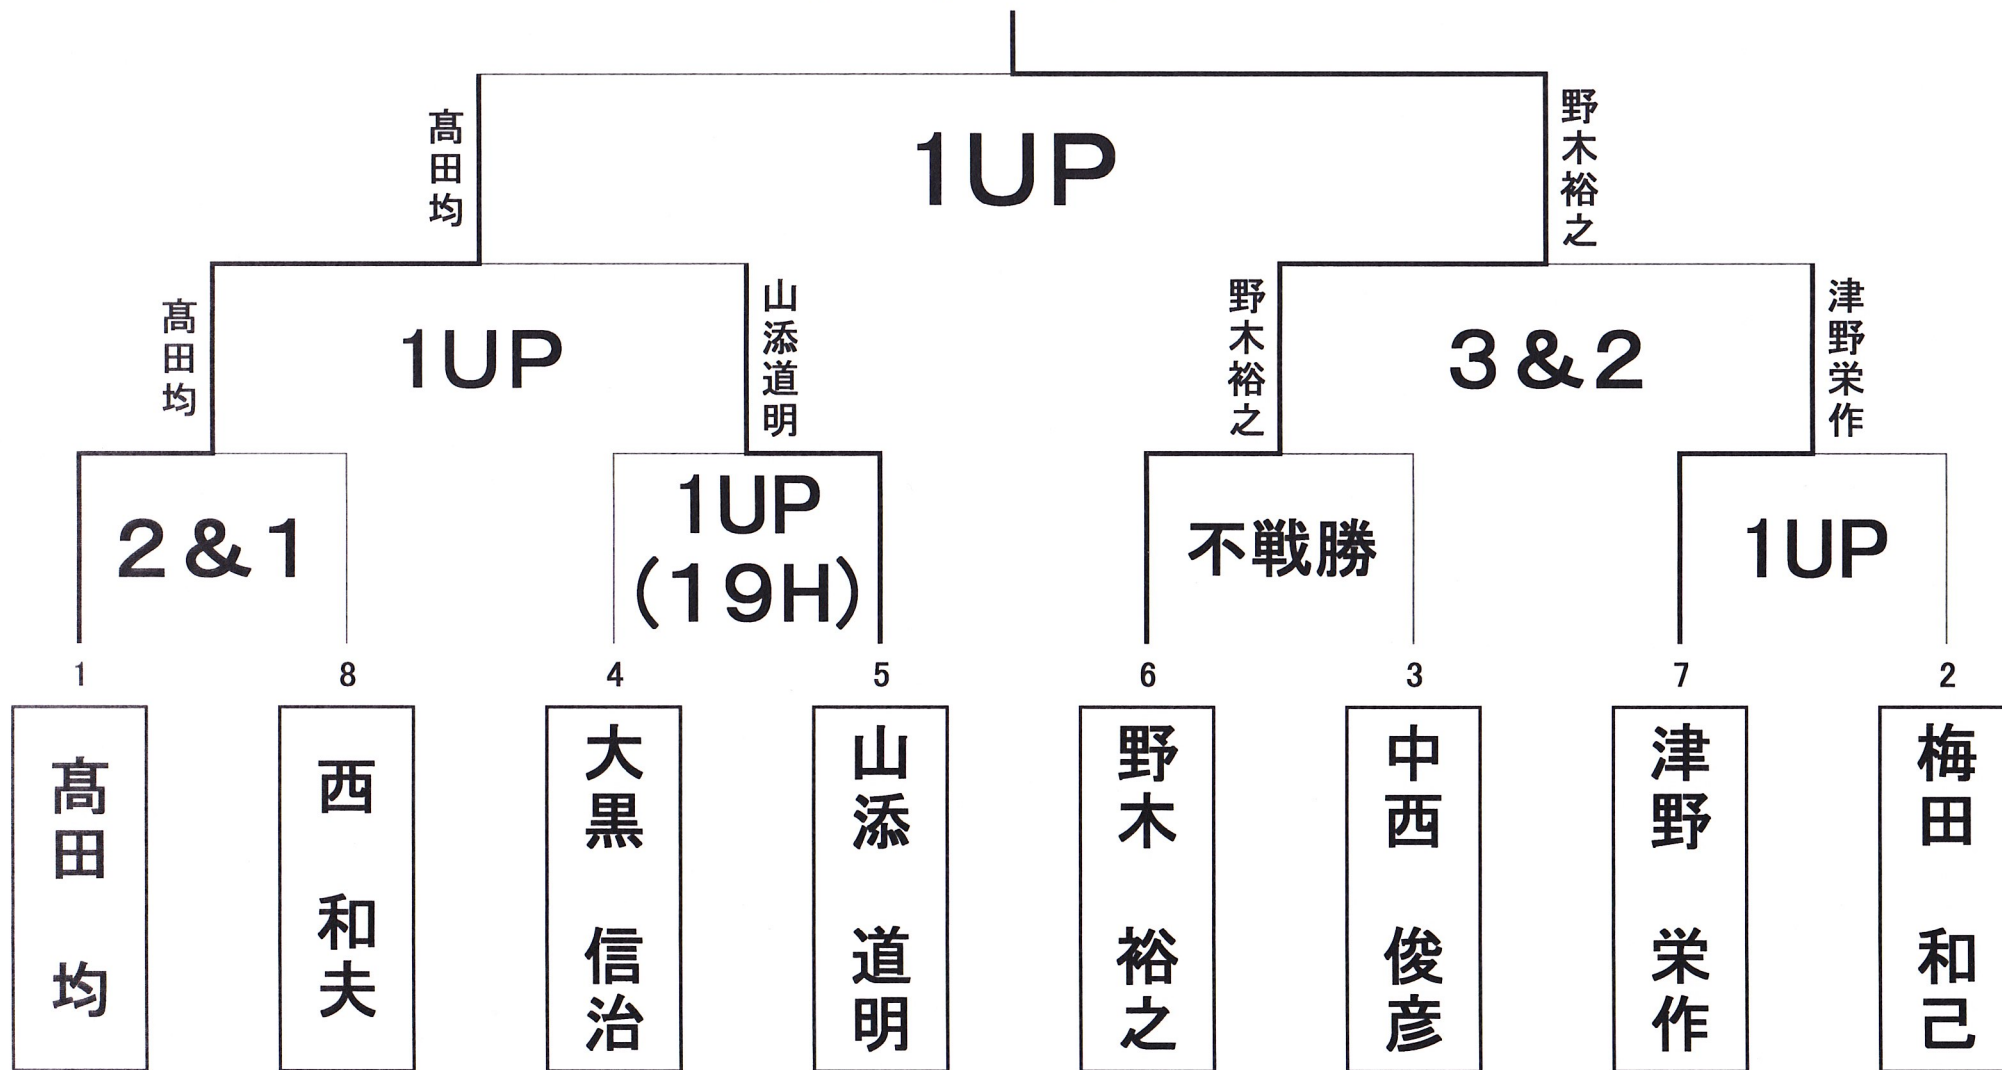 1UP
髙田均
野木裕之
1UP
3&2
髙田均
山添道明
野木裕之
津野栄作
2&1
1UP
(19H)
不戦勝
1UP
1
8
4
5
6
3
7
2
髙田 均
西 和夫
大黒 信治
山添 道明
野木 裕之
中西 俊彦
津野 栄作
梅田 和己